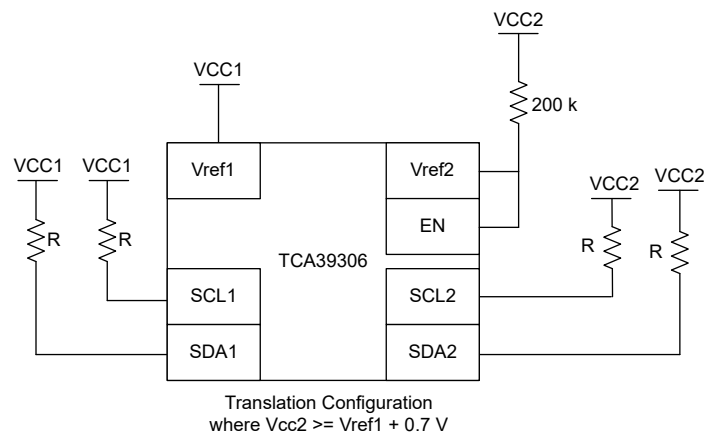 VCC2
VCC1
200 k
VCC1
VCC1
Vref1
Vref2
VCC2
VCC2
EN
R
R
R
R
TCA39306
SCL1
SCL2
SDA1
SDA2
Translation Configuration
where Vcc2 >= Vref1 + 0.7 V